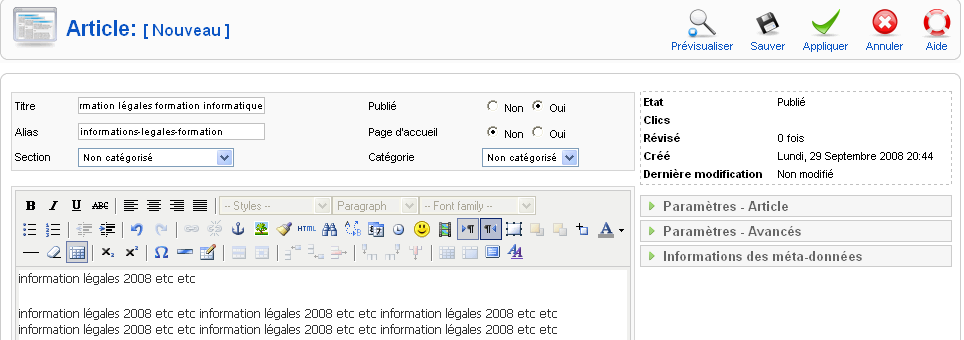 Article: [ Nouveau ]
Prévisualiser Sauver Appliquer Annuler Aide
Titre rmation légales formation informatique Publié Non Oui
Alias informations-legales-formation Page d'accueil Non Oui
Section Non catégorisé Catégorie Non catégorisé
Etat Publié
Clics
Révisé 0 fois
Créé Lundi, 29 Septembre 2008 20:44
Dernière modification Non modifié
Paramètres - Article
Paramètres - Avancés
Informations des méta-données
B I U ABC -- Styles -- Paragraph -- Font family --
HTML
information légales 2008 etc etc
information légales 2008 etc etc information légales 2008 etc etc information légales 2008 etc etc
information légales 2008 etc etc information légales 2008 etc etc information légales 2008 etc etc